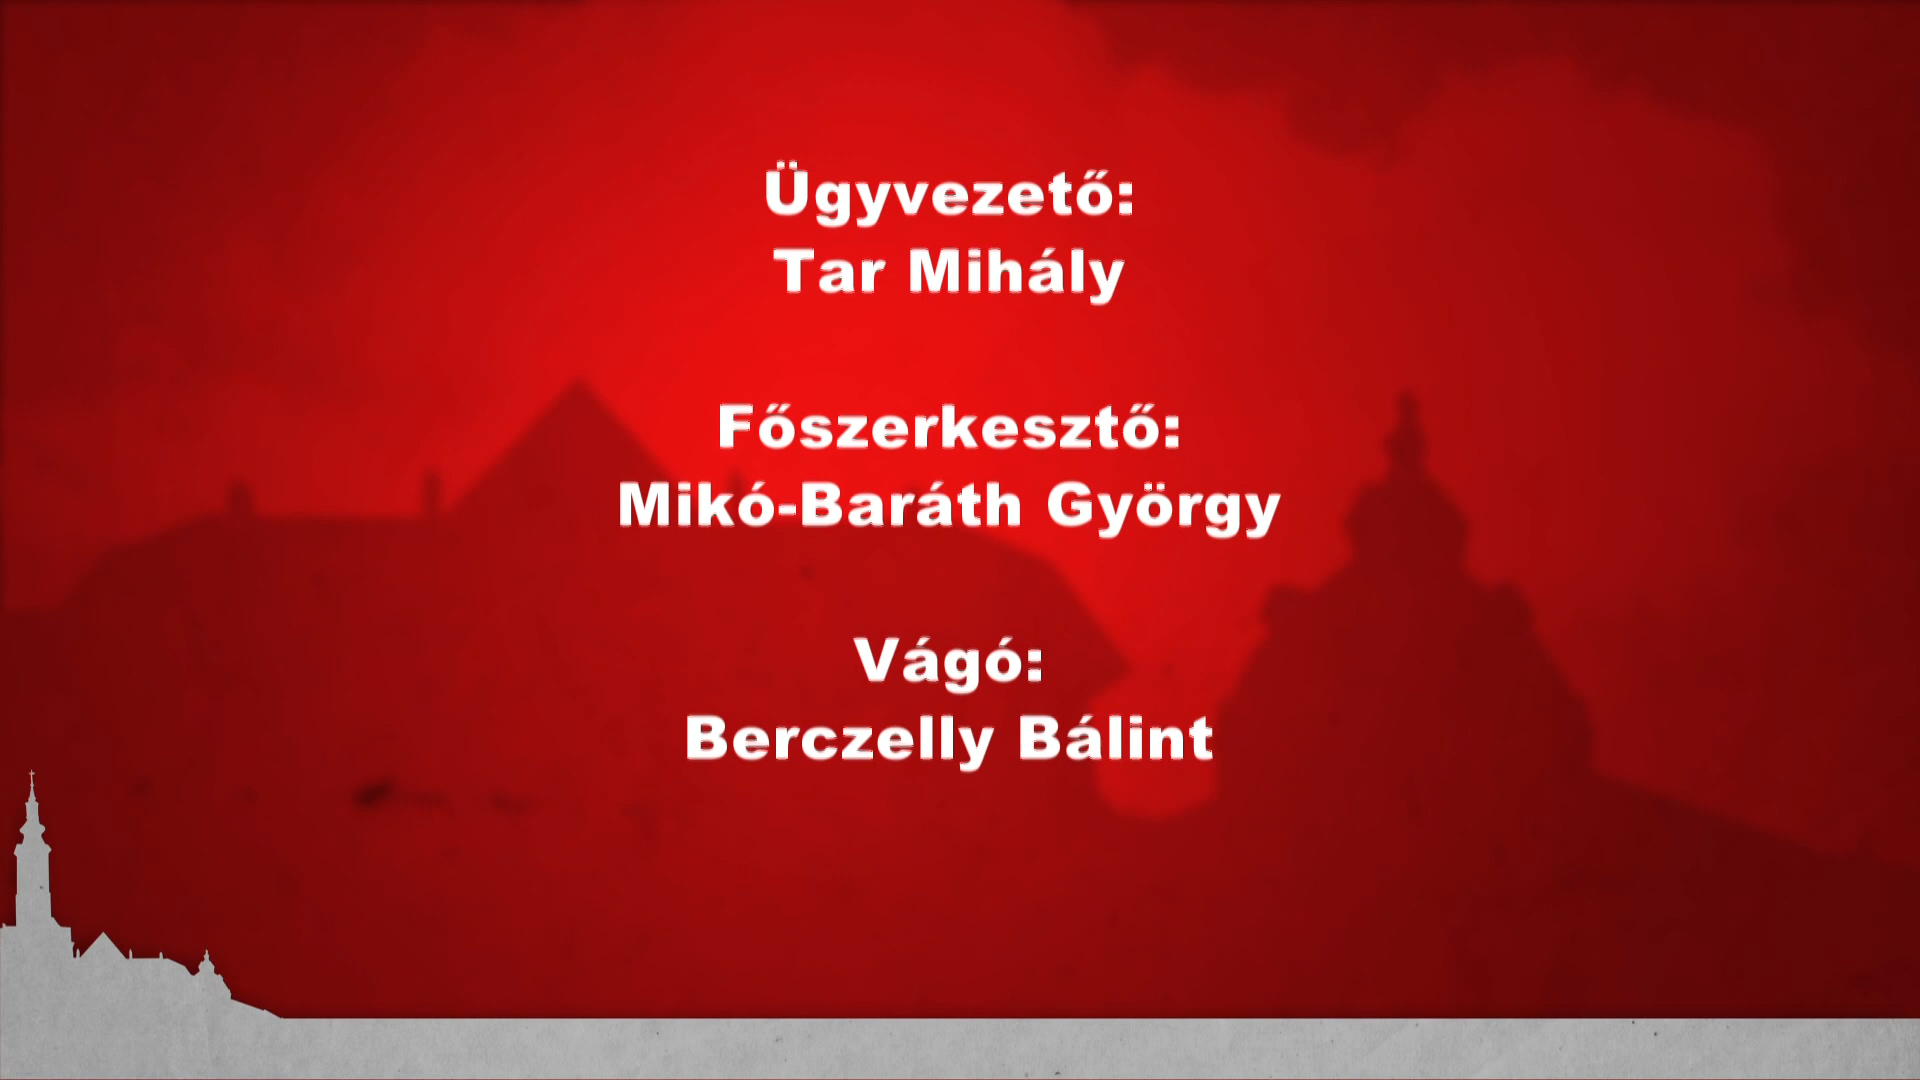 Ügyvezető:
Tar Mihály
Főszerkesztő:
Mikó-Baráth György
Vágó:
Berczelly Bálint